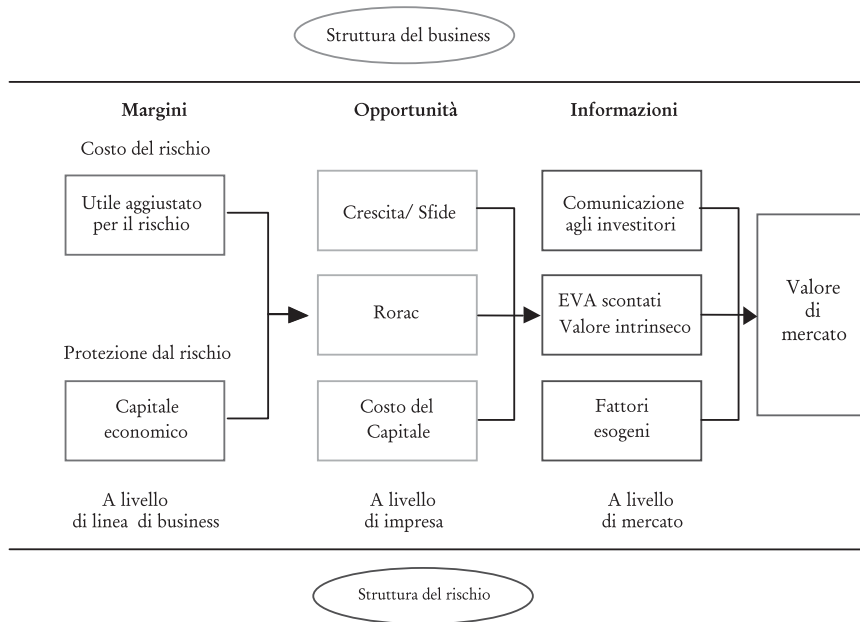 Struttura del business
Margini
Opportunità
Informazioni
Costo del rischio
Utile aggiustato
per il rischio
Crescita/ Sfide
Comunicazione
agli investitori
Rorac
EVA scontati
Valore intrinseco
Valore
di
mercato
Protezione dal rischio
Capitale
economico
Costo del
Capitale
Fattori
esogeni
A livello
di linea di business
A livello
di impresa
A livello
di mercato
Struttura del rischio